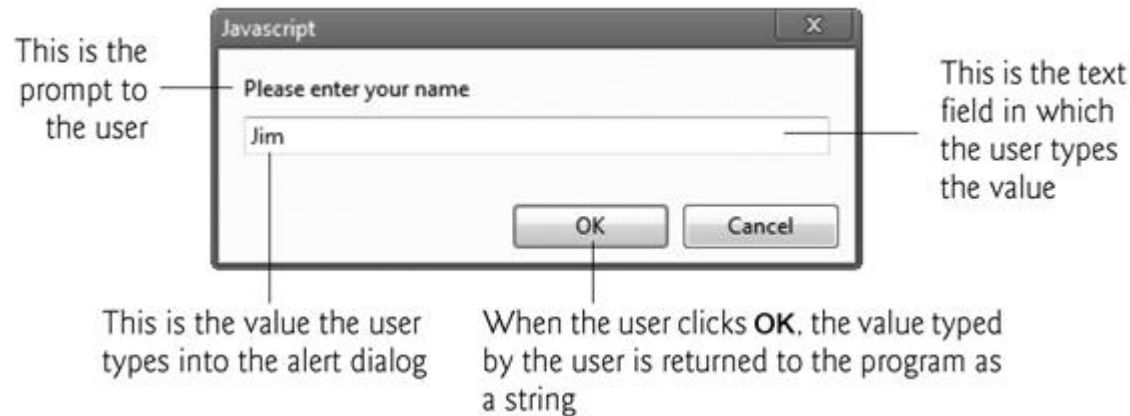 Javascript
This is the
prompt to
the user
Please enter your name
Jim
This is the text
field in which
the user types
the value
OK
Cancel
This is the value the user
types into the alert dialog
When the user clicks OK, the value typed
by the user is returned to the program as
a string